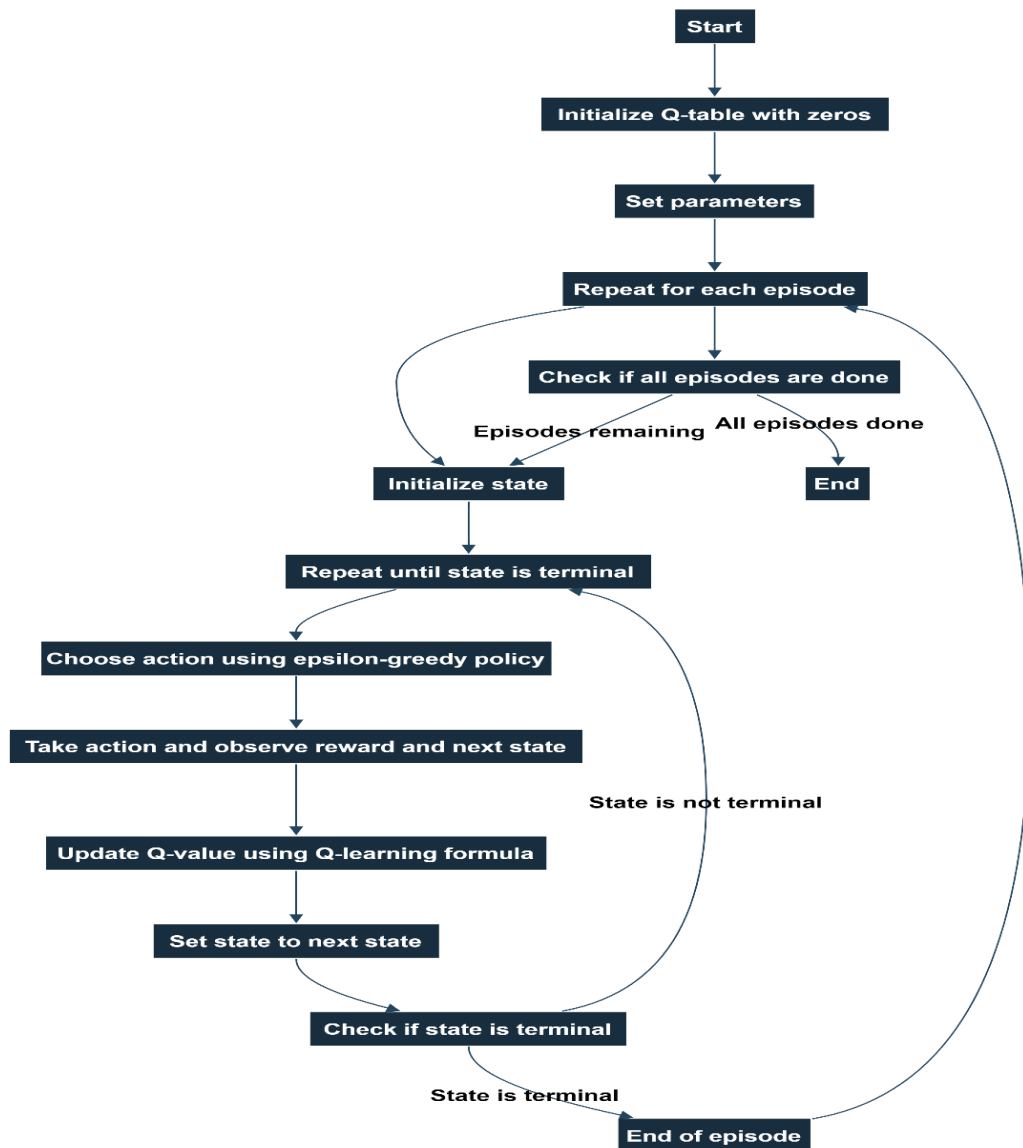 Start
Initialize Q-table with zeros
Set parameters
Repeat for each episode
Check if all episodes are done
Episodes remaining
All episodes done
Initialize state
End
Repeat until state is terminal
Choose action using epsilon-greedy policy
Take action and observe reward and next state
State is not terminal
Update Q-value using Q-learning formula
Set state to next state
Check if state is terminal
State is terminal
End of episode